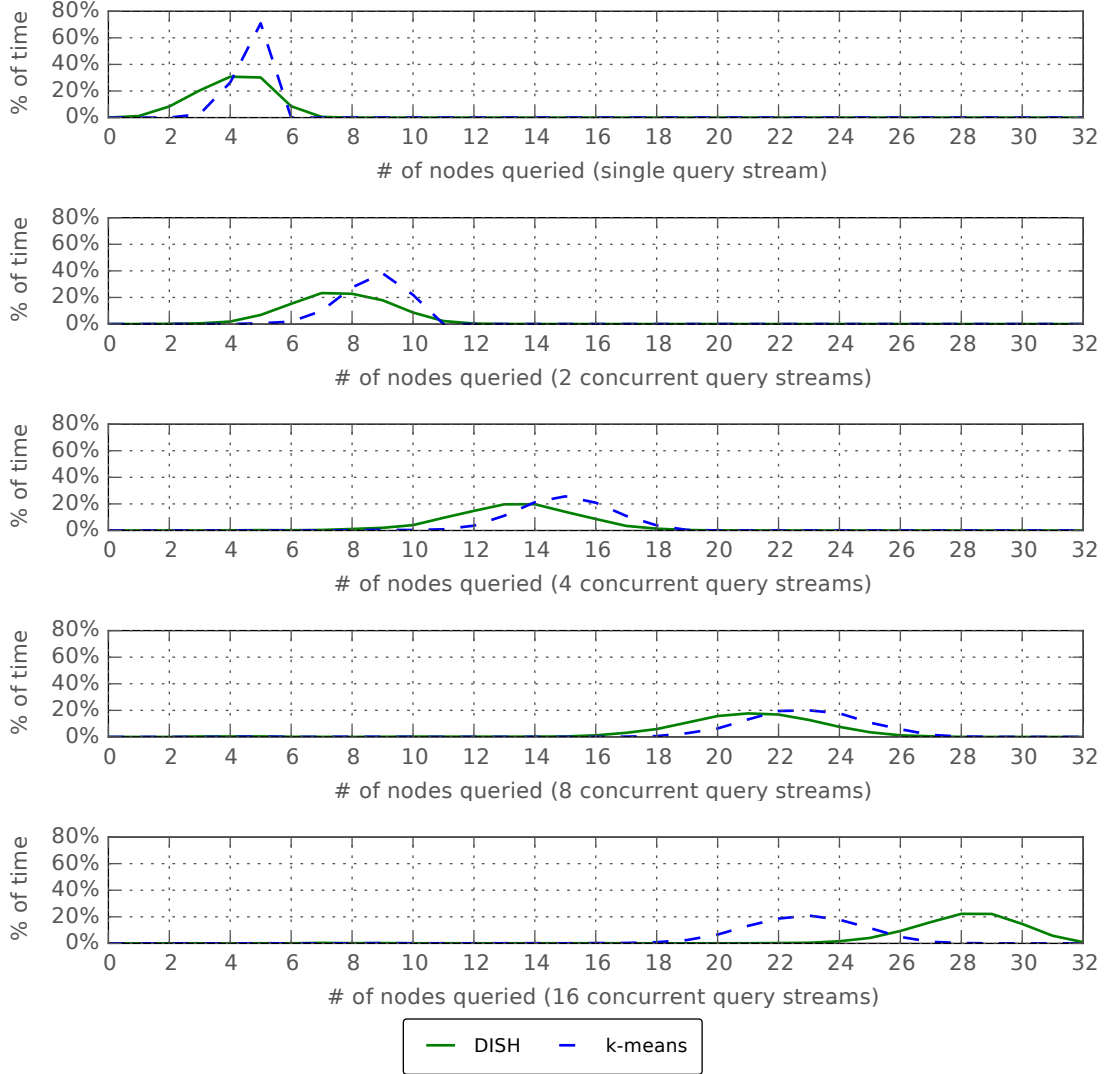 80%
60%
40%
20%
0%
% of time
0 2 4 6 8 10 12 14 16 18 20 22 24 26 28 30 32
# of nodes queried (single query stream)
80%
60%
40%
20%
0%
% of time
0 2 4 6 8 10 12 14 16 18 20 22 24 26 28 30 32
# of nodes queried (2 concurrent query streams)
80%
60%
40%
20%
0%
% of time
0 2 4 6 8 10 12 14 16 18 20 22 24 26 28 30 32
# of nodes queried (4 concurrent query streams)
80%
60%
40%
20%
0%
% of time
0 2 4 6 8 10 12 14 16 18 20 22 24 26 28 30 32
# of nodes queried (8 concurrent query streams)
80%
60%
40%
20%
0%
% of time
0 2 4 6 8 10 12 14 16 18 20 22 24 26 28 30 32
# of nodes queried (16 concurrent query streams)
DISH k-means